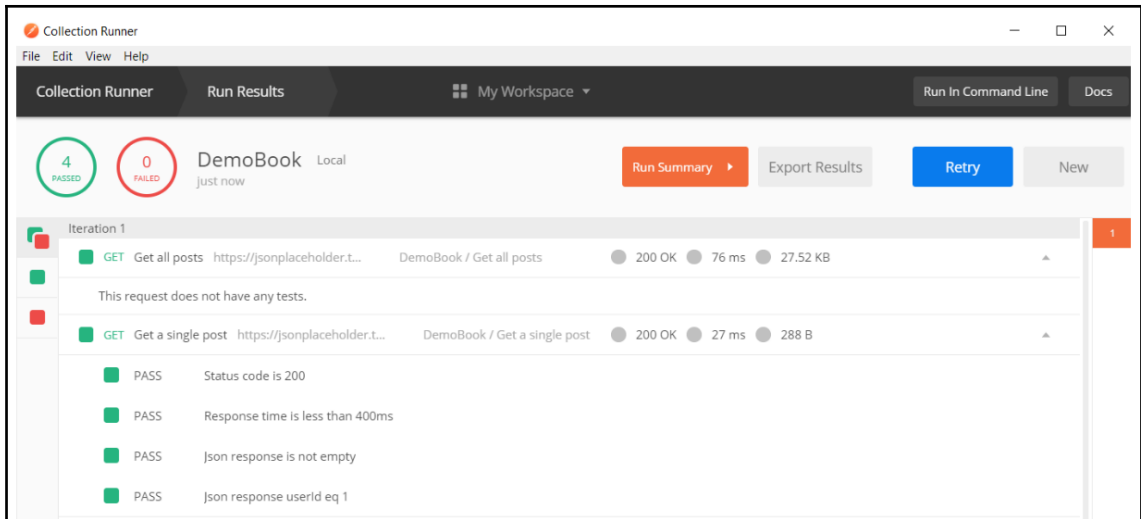 Collection Runner
File Edit View Help
Collection Runner Run Results My Workspace Run In Command Line Docs
4 PASSED 0 FAILED DemoBook Local just now Run Summary Export Results Retry New
Iteration 1 1
GET Get all posts https://jsonplaceholder.t... DemoBook / Get all posts 200 OK 76 ms 27.52 KB
This request does not have any tests.
GET Get a single post https://jsonplaceholder.t... DemoBook / Get a single post 200 OK 27 ms 288 B
PASS Status code is 200
PASS Response time is less than 400ms
PASS Json response is not empty
PASS Json response userId eq 1